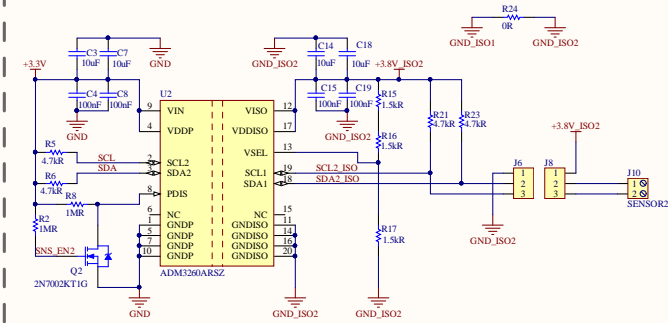 R24
0R
GND_ISO1
GND_ISO2
C3
10uF
C7
10uF
GND
GND_ISO2
C14
10uF
C18
10uF
+3.3V
+3.8V_ISO2
C4
100nF
C8
100nF
GND
U2
C15
100nF
C19
100nF
GND_ISO2
R15
1.5kR
R21
4.7kR
R23
4.7kR
9
VIN
VISO
12
4
VDDP
VDDISO
17
R16
1.5kR
+3.8V_ISO2
VSEL
13
R5
4.7kR
SCL
2
SCL2
SCL1
19
SCL2_ISO
SDA
3
SDA2
SDA1
18
SDA2_ISO
R6
4.7kR
J6
1
2
3
J8
1
2
3
J10
1
2
SENSOR2
R8
1MR
8
PDIS
R2
1MR
6
NC
NC
15
1
GNDP
GNDISO
11
5
GNDP
GNDISO
14
7
GNDP
GNDISO
16
10
GNDP
GNDISO
20
R17
1.5kR
GND_ISO2
SNS_EN2
Q2
2N7002KT1G
ADM3260ARSZ
GND
GND_ISO2
GND_ISO2